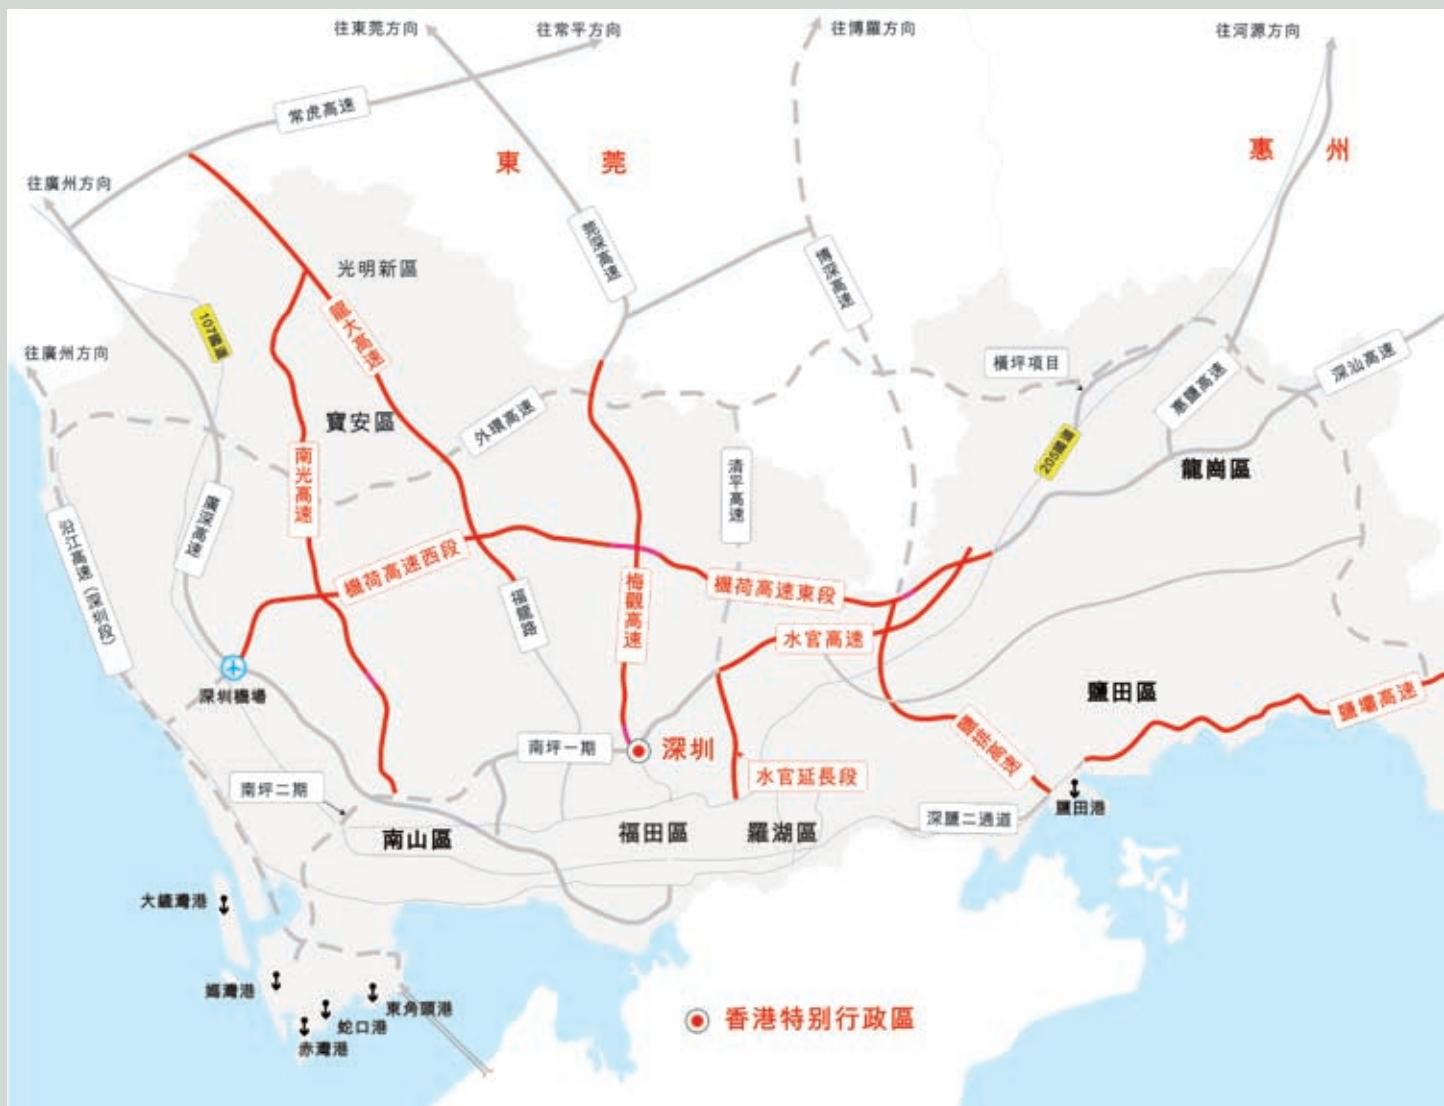 往東莞方向
往常平方向
往博羅方向
往河源方向
常虎高速
東莞
惠州
往廣州方向
莞深高速
博深高速
光明新區
107國道
龍大高速
往廣州方向
橫坪項目
深汕高速
惠鹽高速
寶安區
外環高速
205國道
南光高速
清平高速
龍崗區
廣深高速
沿江高速（深圳段）
機荷高速西段
福龍路
梅觀高速
機荷高速東段
水官高速
深圳機場
鹽田區
鹽壩高速
南坪一期
深圳
鹽排高速
水官延長段
南坪二期
鹽田港
深鹽二通道
南山區
福田區
羅湖區
大鏟灣港
媽灣港
東角頭港
蛇口港
赤灣港
香港特別行政區